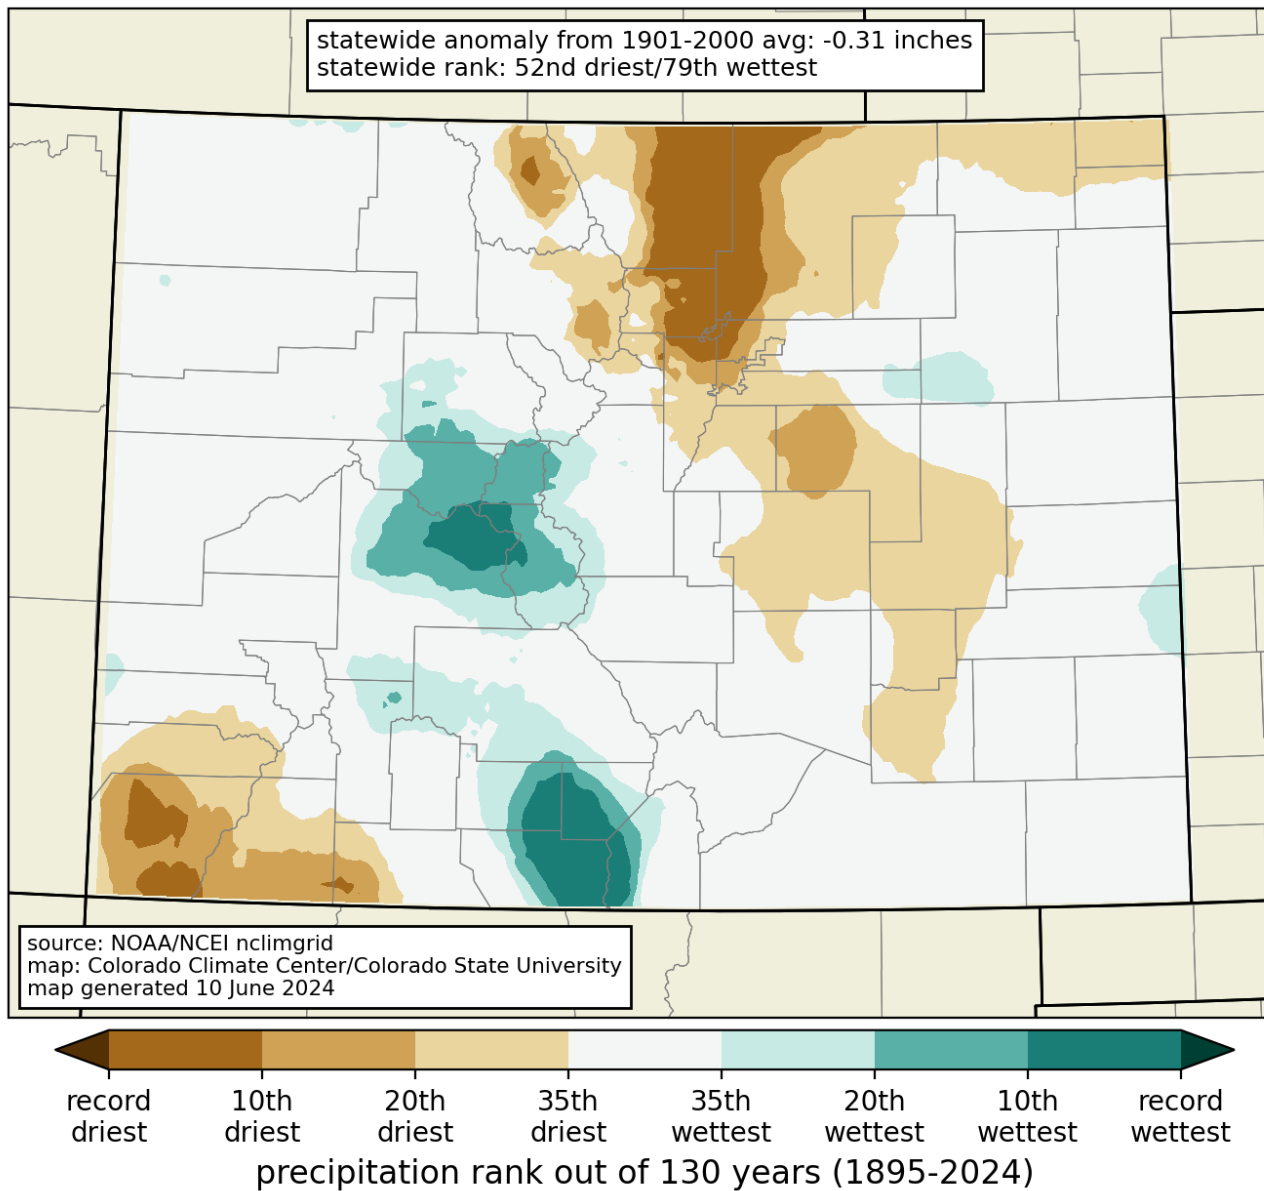 statewide anomaly from 1901-2000 avg: -0.31 inches
statewide rank: 52nd driest/79th wettest
source: NOAA/NCEI nclimgrid
map: Colorado Climate Center/Colorado State University
map generated 10 June 2024
record driest
10th driest
20th driest
35th driest
35th wettest
20th wettest
10th wettest
record wettest
precipitation rank out of 130 years (1895-2024)